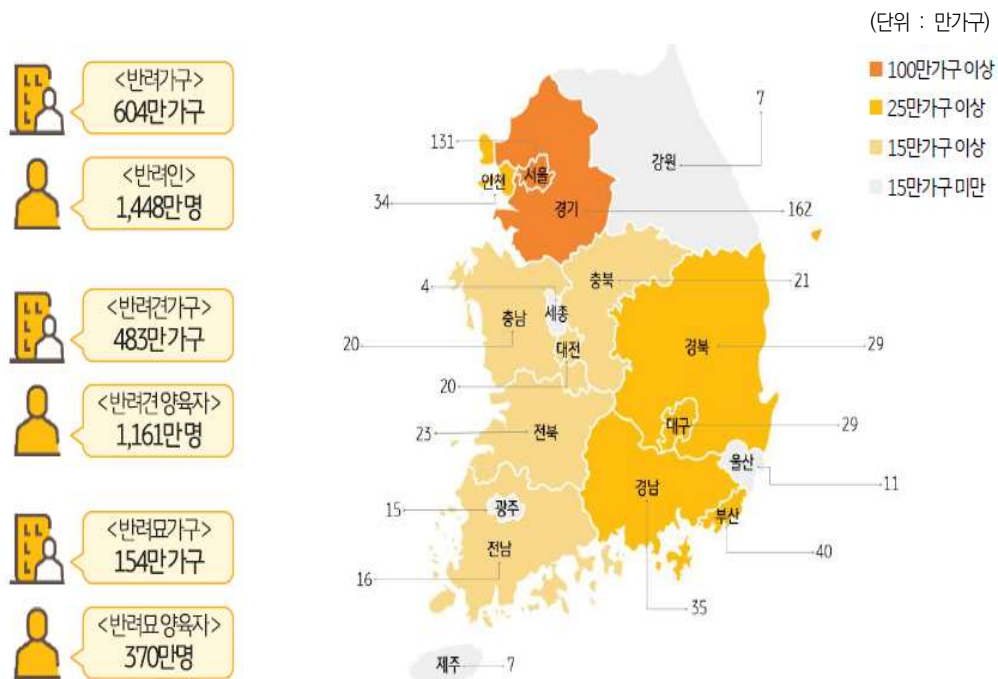 (단위 : 만가구)
100만가구 이상
25만가구 이상
15만가구 이상
15만가구 미만
<반려가구>
604만가구
<반려인>
1,448만명
<반려견가구>
483만가구
<반려견 양육자>
1,161만명
<반려묘가구>
154만가구
<반려묘 양육자>
370만명
7
강원
131
서울
인천
34
경기
162
충북
21
4
세종
충남
20
대전
20
경북
29
대구
29
전북
23
울산
11
경남
35
부산
40
광주
15
전남
16
제주
7